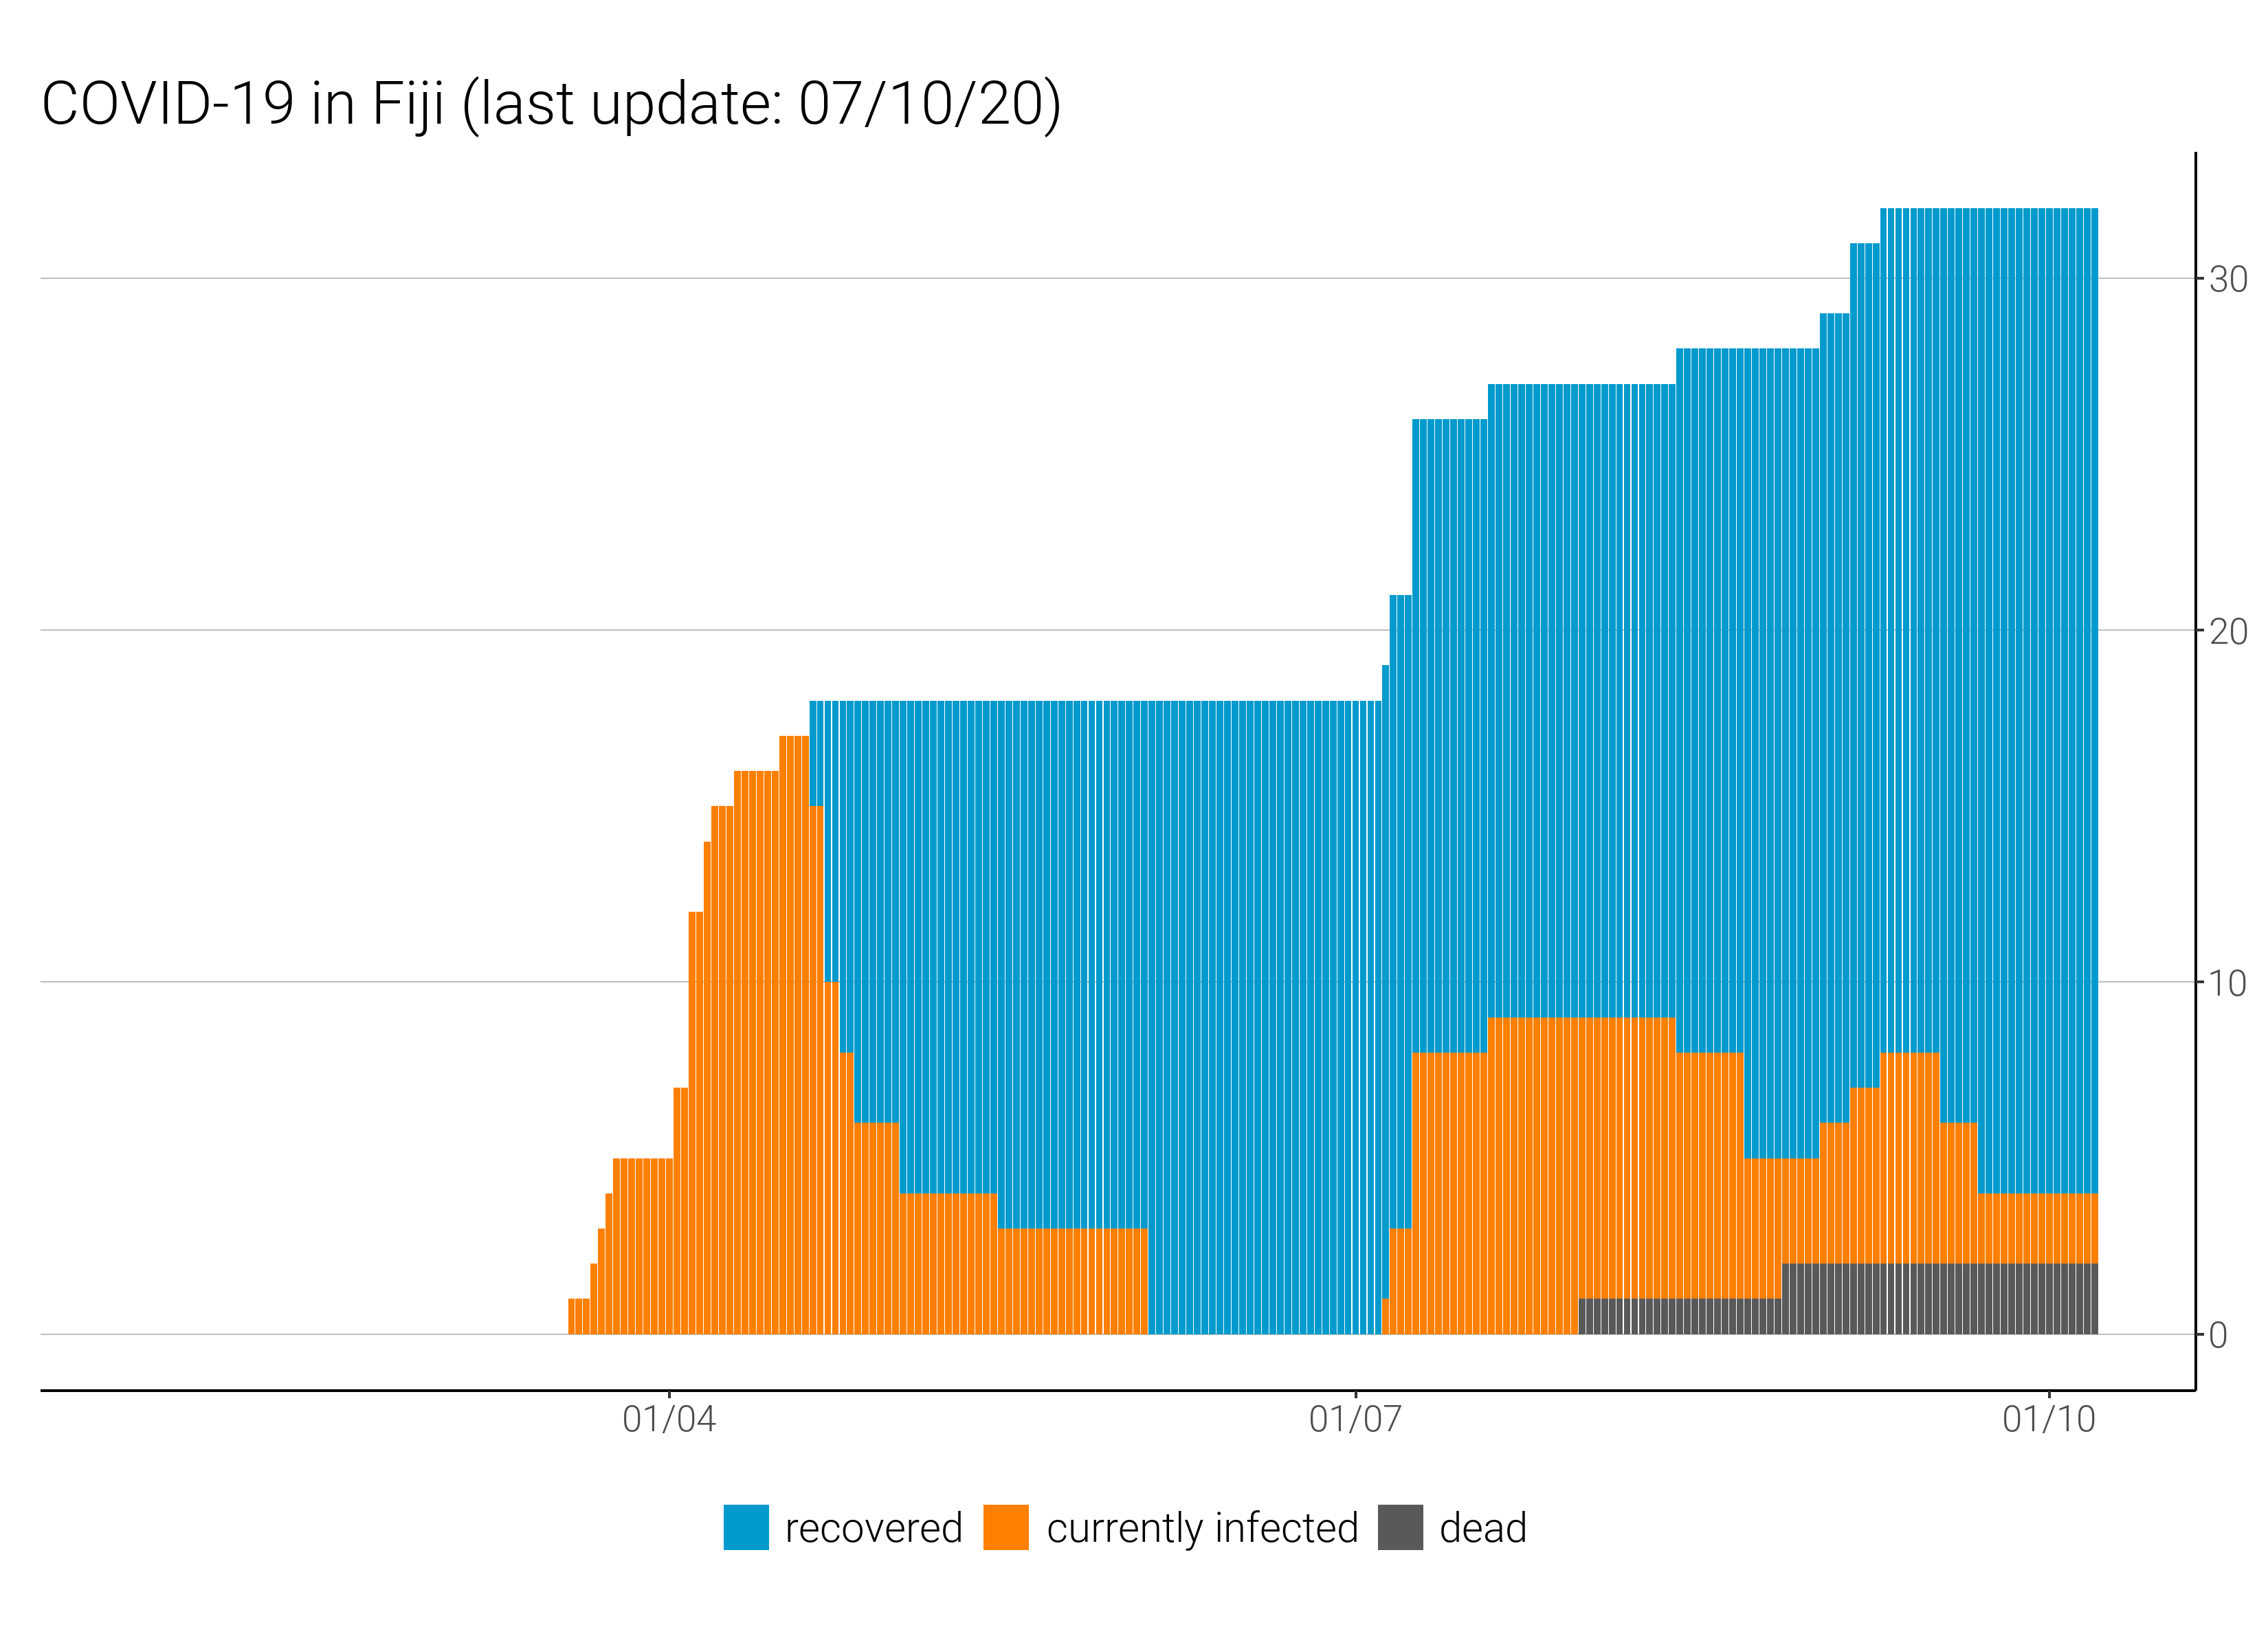 COVID-19 in Fiji (last update: 07/10/20)
30
20
10
0
01/04 01/07 01/10
recovered currently infected dead